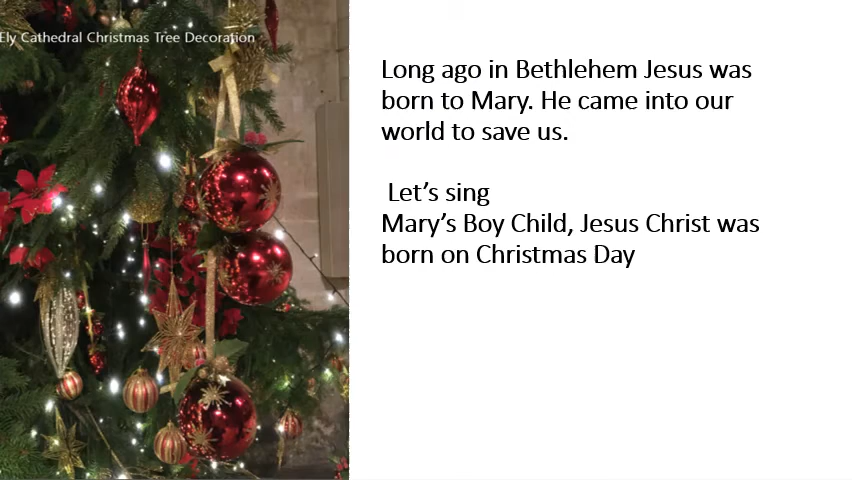 Ely Cathedral Christmas Tree Decoration
Long ago in Bethlehem Jesus was
born to Mary. He came into our
world to save us.
Let’s sing
Mary’s Boy Child, Jesus Christ was
born on Christmas Day